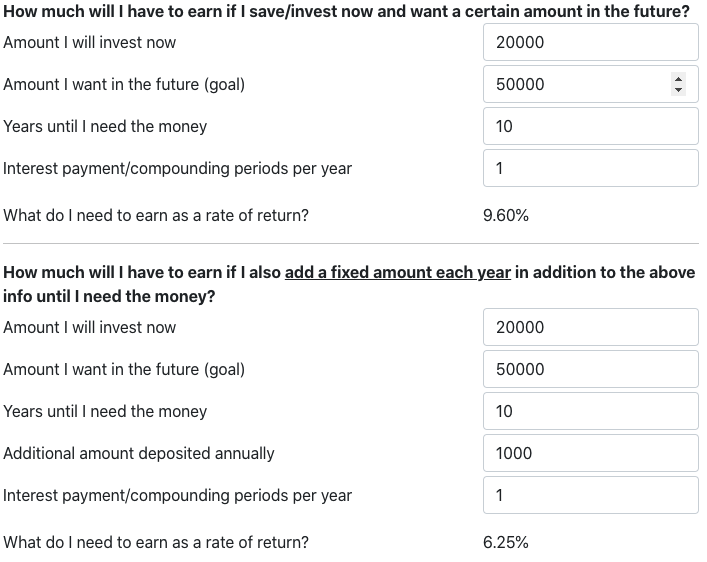 How much will I have to earn if I save/invest now and want a certain amount in the future?
Amount I will invest now 20000
Amount I want in the future (goal) 50000
Years until I need the money 10
Interest payment/compounding periods per year 1
What do I need to earn as a rate of return? 9.60%
How much will I have to earn if I also add a fixed amount each year in addition to the above
info until I need the money?
Amount I will invest now 20000
Amount I want in the future (goal) 50000
Years until I need the money 10
Additional amount deposited annually 1000
Interest payment/compounding periods per year 1
What do I need to earn as a rate of return? 6.25%